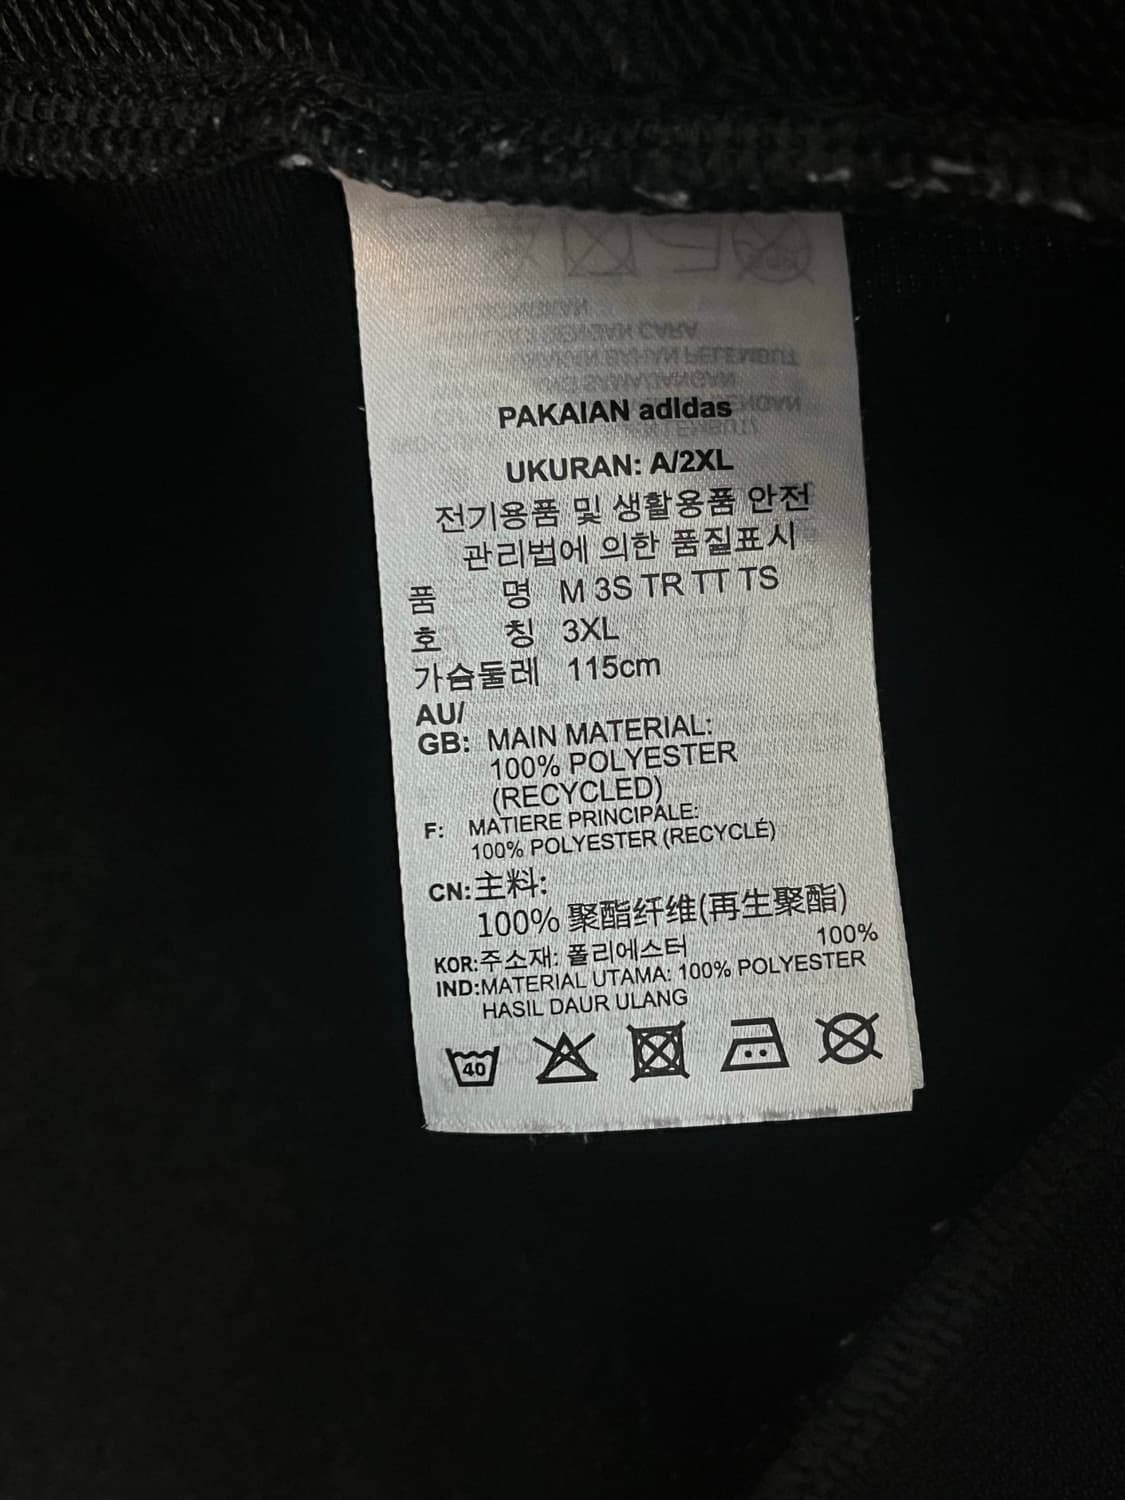 PAKAIAN adidas
UKURAN: A/2XL
전기용품 및 생활용품 안전
관리법에 의한 품질표시
품 명 M 3S TR TT TS
호 칭 3XL
가슴둘레 115cm
AU/
GB: MAIN MATERIAL:
100% POLYESTER
(RECYCLED)
F: MATIERE PRINCIPALE:
100% POLYESTER (RECYCLÉ)
CN: 主料:
100% 聚酯纤维(再生聚酯)
KOR: 주소재: 폴리에스터 100%
IND: MATERIAL UTAMA: 100% POLYESTER
HASIL DAUR ULANG
40